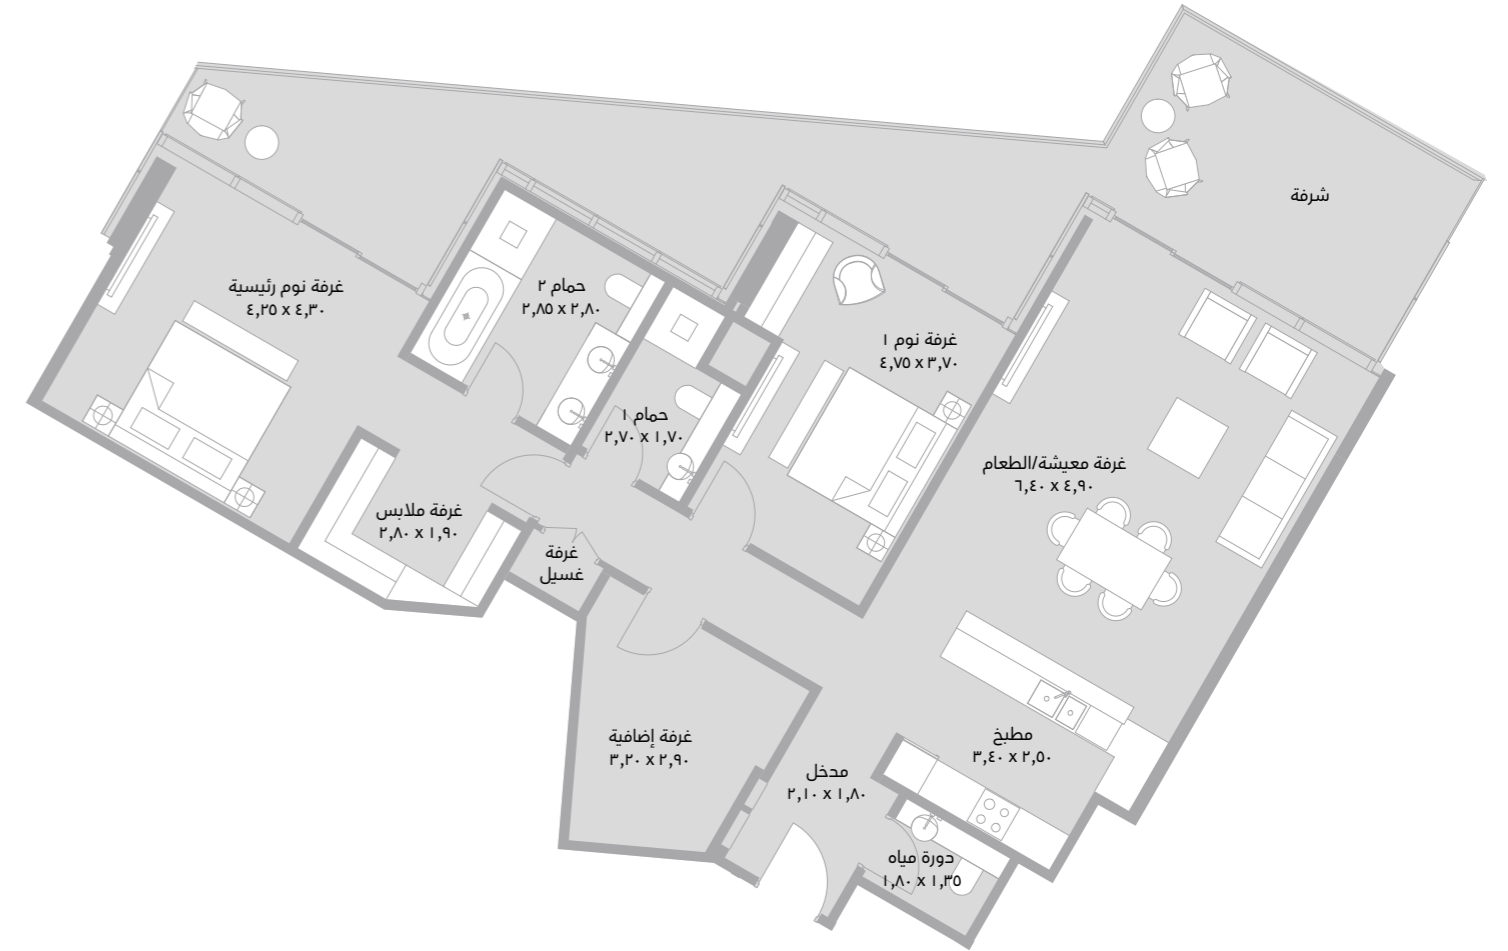 شرفة
غرفة نوم رئيسية
٤,٢٥ x ٤,٣٠
حمام ٢
٢,٨٥ x ٢,٨٠
غرفة نوم ١
٤,٧٥ x ٣,٧٠
حمام ١
٢,٧٠ x ١,٧٠
غرفة معيشة/الطعام
٦,٤٠ x ٤,٩٠
غرفة ملابس
٢,٨٠ x ١,٩٠
غرفة
غسيل
غرفة إضافية
٣,٢٠ x ٢,٩٠
مطبخ
٣,٤٠ x ٢,٥٠
مدخل
٢,١٠ x ١,٨٠
دورة مياه
١,٨٠ x ١,٣٥